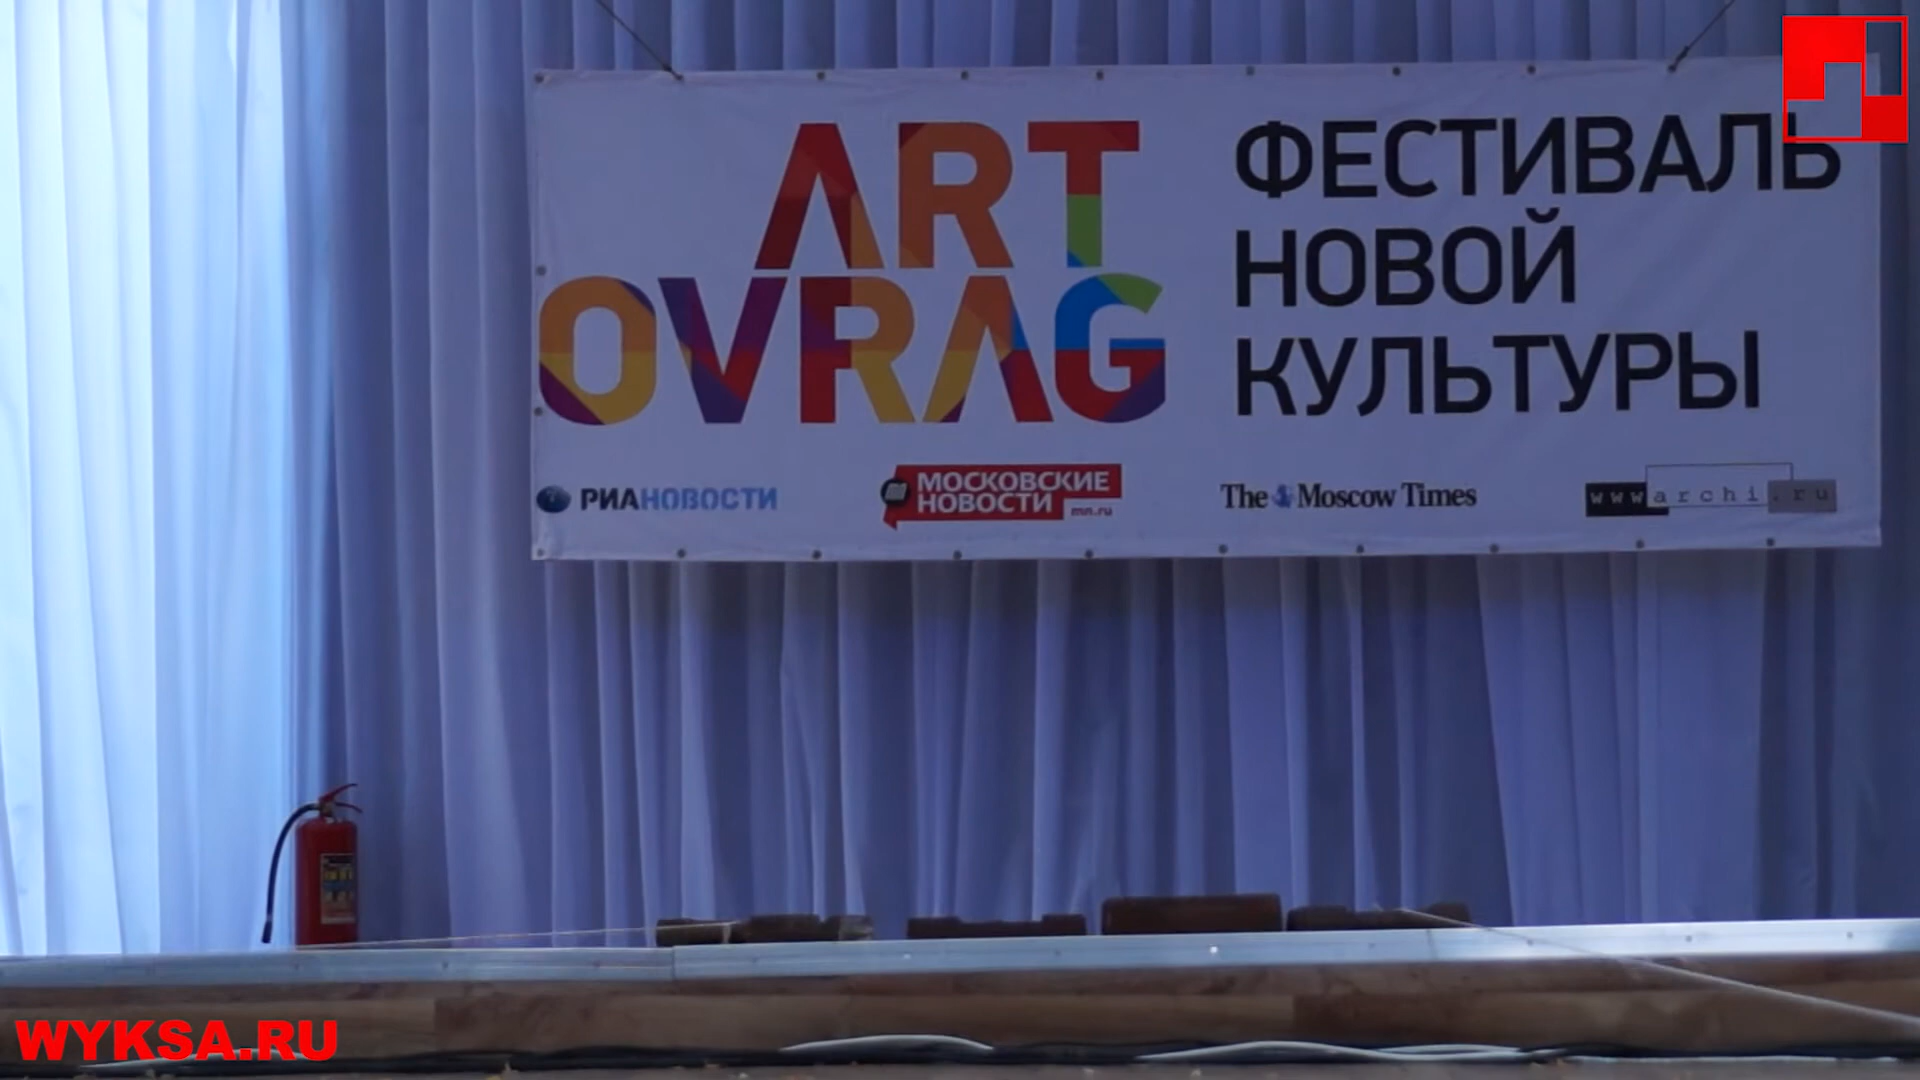 ART
OVRAG
ФЕСТИВАЛЬ
НОВОЙ
КУЛЬТУРЫ
РИАНОВОСТИ
МОСКОВСКИЕ
НОВОСТИ
mn.ru
The Moscow Times
www.archi.ru
WYKSA.RU